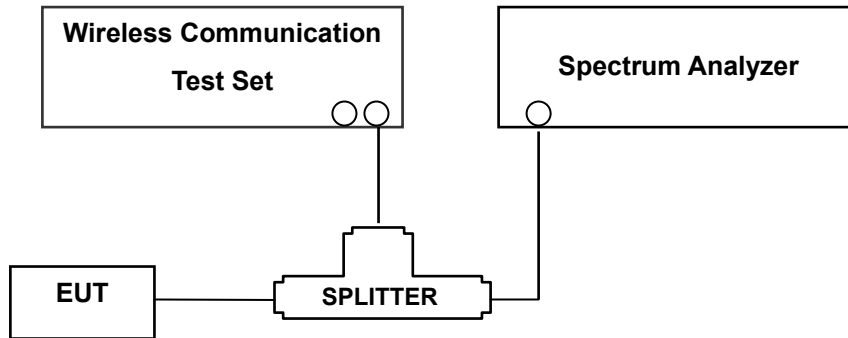 Wireless Communication
Test Set
Spectrum Analyzer
EUT
SPLITTER